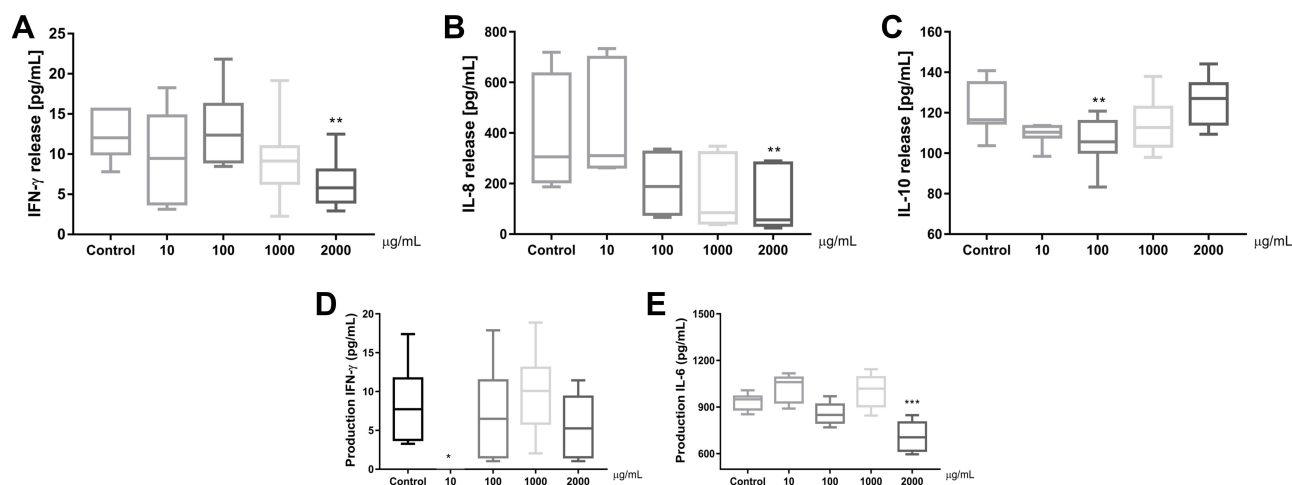 A
IFN-γ release [pg/mL]
25
20
15
10
5
0
Control 10 100 1000 2000 μg/mL
**
B
IL-8 release [pg/mL]
800
600
400
200
0
Control 10 100 1000 2000 μg/mL
**
C
IL-10 release [pg/mL]
160
140
120
100
80
60
Control 10 100 1000 2000 μg/mL
**
D
Production IFN-γ (pg/mL)
20
15
10
5
0
Control 10 100 1000 2000 μg/mL
*
E
Production IL-6 (pg/mL)
1500
1200
900
600
Control 10 100 1000 2000 μg/mL
***